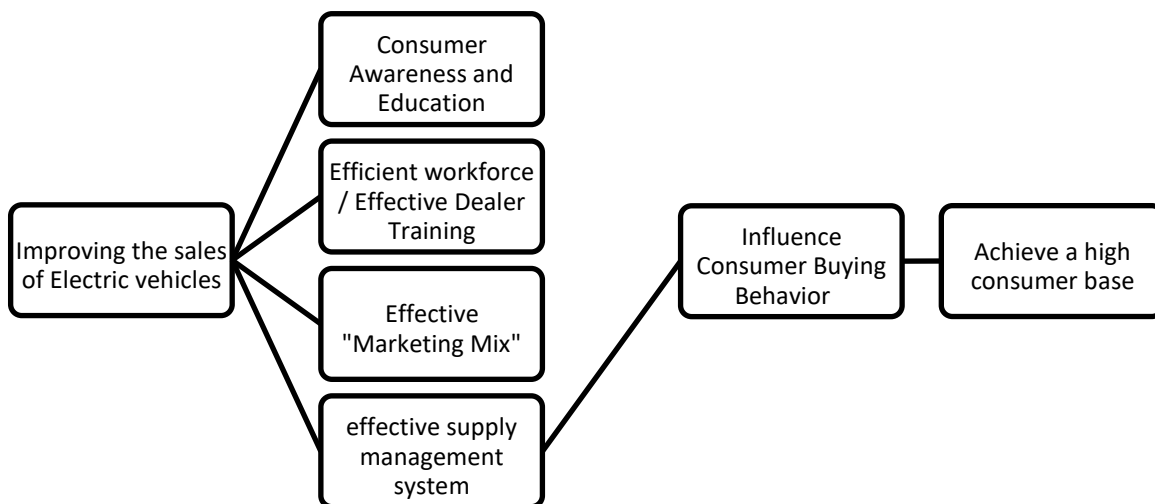 Improving the sales
of Electric vehicles
Consumer
Awareness and
Education
Efficient workforce
/ Effective Dealer
Training
Effective
"Marketing Mix"
effective supply
management
system
Influence
Consumer Buying
Behavior
Achieve a high
consumer base